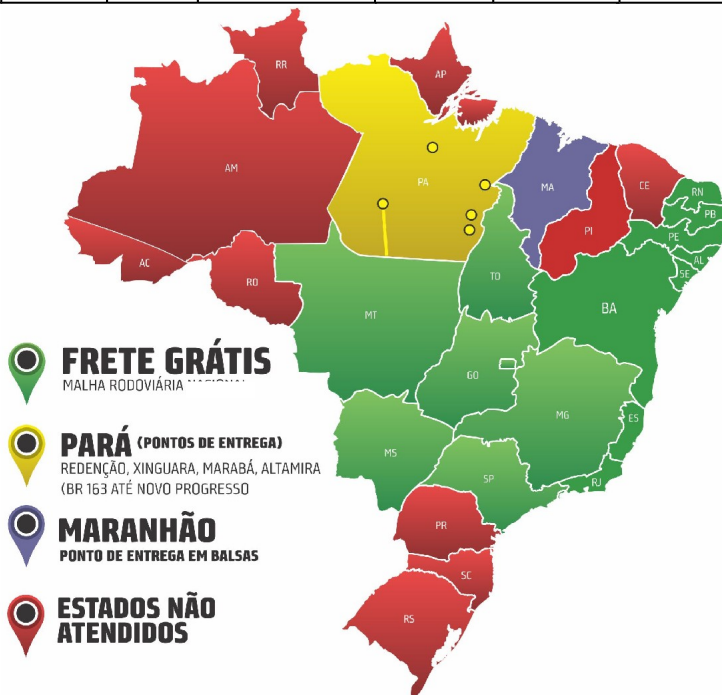 RR
AP
AM
PA
MA
CE
RN
PB
PI
PE
AL
SE
AC
RO
TO
BA
MT
FRETE GRÁTIS
MALHA RODOVIÁRIA
GO
MG
ES
PARÁ (PONTOS DE ENTREGA)
REDENÇÃO, XINGUARA, MARABÁ, ALTAMIRA
(BR 163 ATÉ NOVO PROGRESSO
MS
SP
RJ
MARANHÃO
PONTO DE ENTREGA EM BALSAS
PR
SC
ESTADOS NÃO
ATENDIDOS
RS